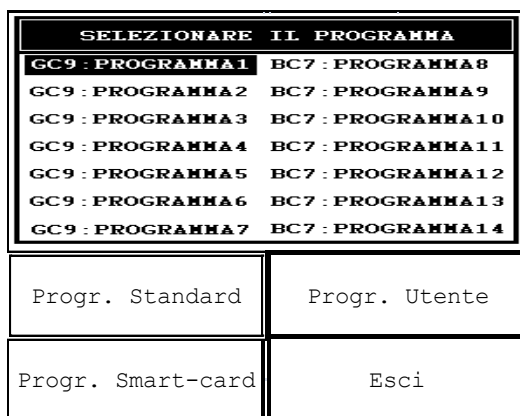 SELEZIONARE IL PROGRAMMA
GC9:PROGRAMMA1 BC7:PROGRAMMA8
GC9:PROGRAMMA2 BC7:PROGRAMMA9
GC9:PROGRAMMA3 BC7:PROGRAMMA10
GC9:PROGRAMMA4 BC7:PROGRAMMA11
GC9:PROGRAMMA5 BC7:PROGRAMMA12
GC9:PROGRAMMA6 BC7:PROGRAMMA13
GC9:PROGRAMMA7 BC7:PROGRAMMA14
Progr. Standard Progr. Utente
Progr. Smart-card Esci